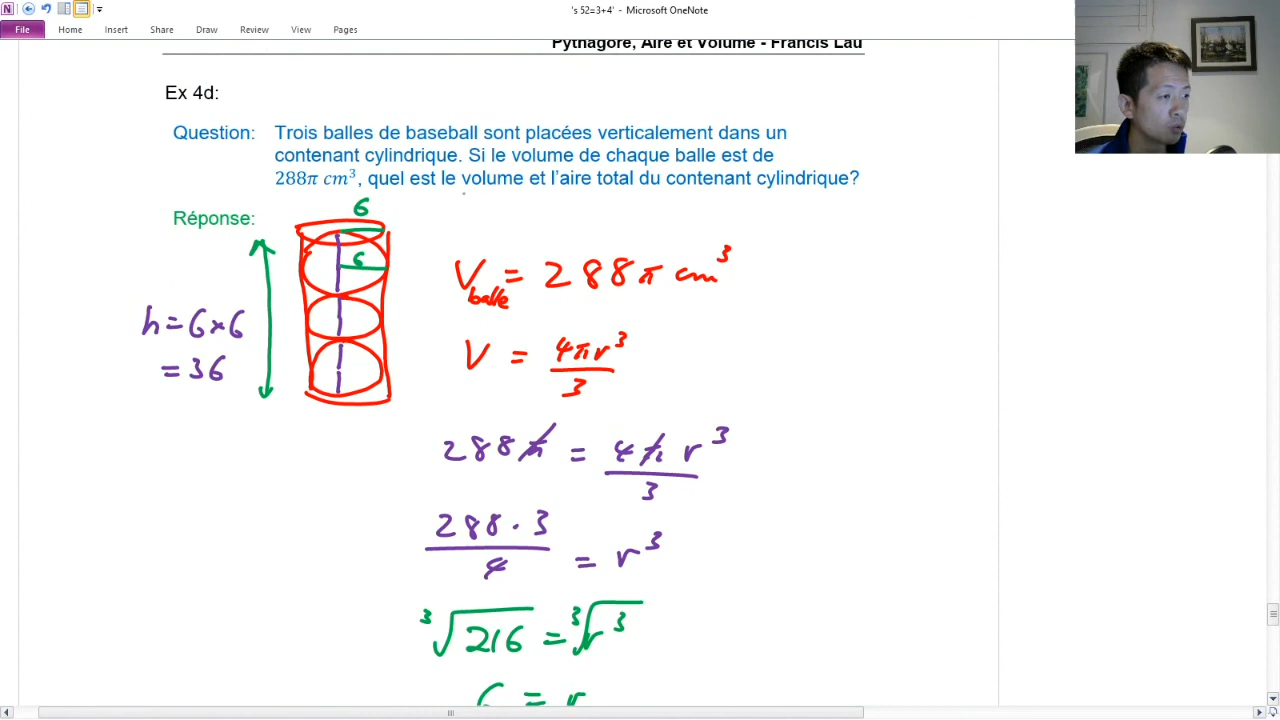 's 52=3+4' - Microsoft OneNote
File Home Insert Share Draw Review View Pages
Pythagore, Aire et Volume - Francis Lau
Ex 4d:
Question: Trois balles de baseball sont placées verticalement dans un
contenant cylindrique. Si le volume de chaque balle est de
288π cm³, quel est le volume et l'aire total du contenant cylindrique?
Réponse:
6
6
h = 6×6
= 36
V balle = 288π cm³
V = 4πr³/3
288π = 4πr³/3
288·3/4 = r³
³√216 = ³√r³
6 = r